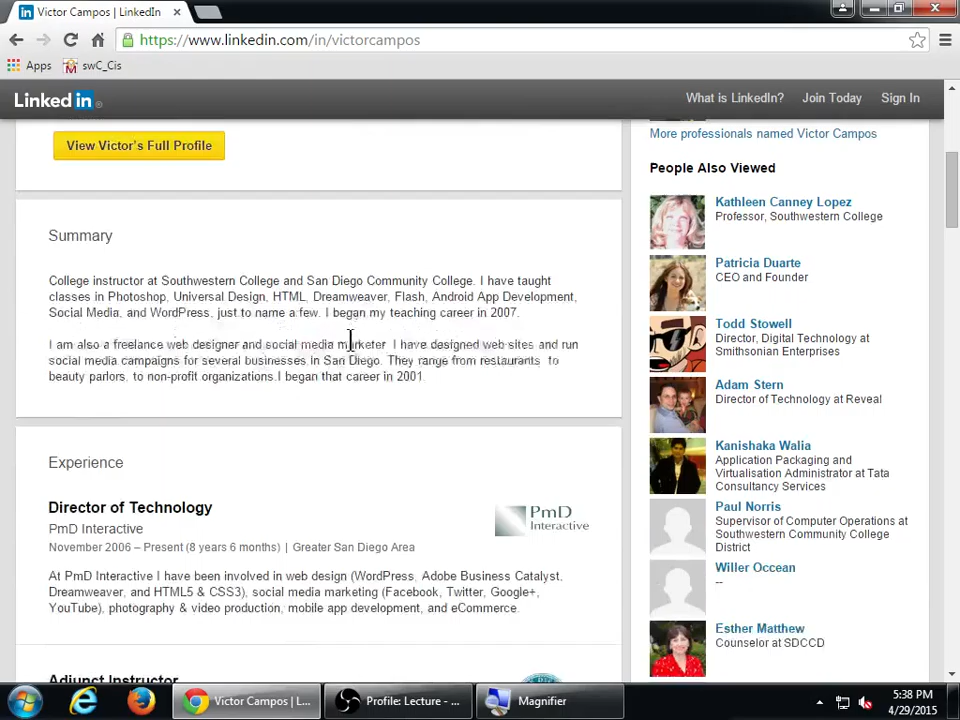 Victor Campos | LinkedIn
https://www.linkedin.com/in/victorcampos
Apps swC_Cis
Linked in ®
What is LinkedIn? Join Today Sign In
View Victor's Full Profile
Summary
College instructor at Southwestern College and San Diego Community College. I have taught
classes in Photoshop, Universal Design, HTML, Dreamweaver, Flash, Android App Development,
Social Media, and WordPress, just to name a few. I began my teaching career in 2007.
I am also a freelance web designer and social media marketer I have designed web sites and run
social media campaigns for several businesses in San Diego. They range from restaurants to
beauty parlors, to non-profit organizations.I began that career in 2001.
Experience
Director of Technology
PmD Interactive
November 2006 – Present (8 years 6 months) | Greater San Diego Area
PmD
Interactive
At PmD Interactive I have been involved in web design (WordPress, Adobe Business Catalyst,
Dreamweaver, and HTML5 & CSS3), social media marketing (Facebook, Twitter, Google+,
YouTube), photography & video production, mobile app development, and eCommerce.
Adjunct Instructor
More professionals named Victor Campos
People Also Viewed
Kathleen Canney Lopez
Professor, Southwestern College
Patricia Duarte
CEO and Founder
Todd Stowell
Director, Digital Technology at
Smithsonian Enterprises
Adam Stern
Director of Technology at Reveal
Kanishaka Walia
Application Packaging and
Virtualisation Administrator at Tata
Consultancy Services
Paul Norris
Supervisor of Computer Operations at
Southwestern Community College
District
Willer Occean
--
Esther Matthew
Counselor at SDCCD
Victor Campos | L...
Profile: Lecture - ...
Magnifier
5:38 PM
4/29/2015